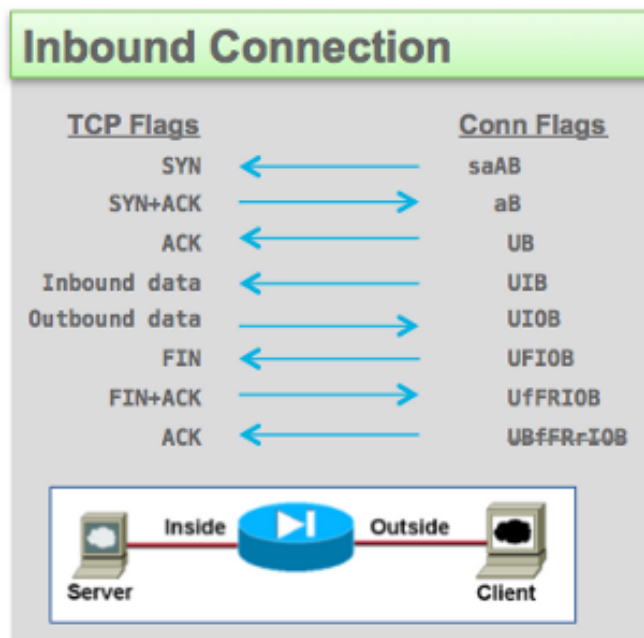 Inbound Connection
TCP Flags Conn Flags
SYN saAB
SYN+ACK aB
ACK UB
Inbound data UIB
Outbound data UIOB
FIN UFIOB
FIN+ACK UfFRIOB
ACK UBfFRrIOB
Inside Outside
Server Client